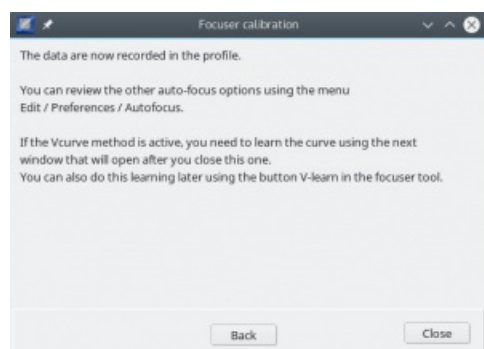 Focuser calibration
The data are now recorded in the profile.
You can review the other auto-focus options using the menu
Edit / Preferences / Autofocus.
If the Vcurve method is active, you need to learn the curve using the next
window that will open after you close this one.
You can also do this learning later using the button V-learn in the focuser tool.
Back
Close